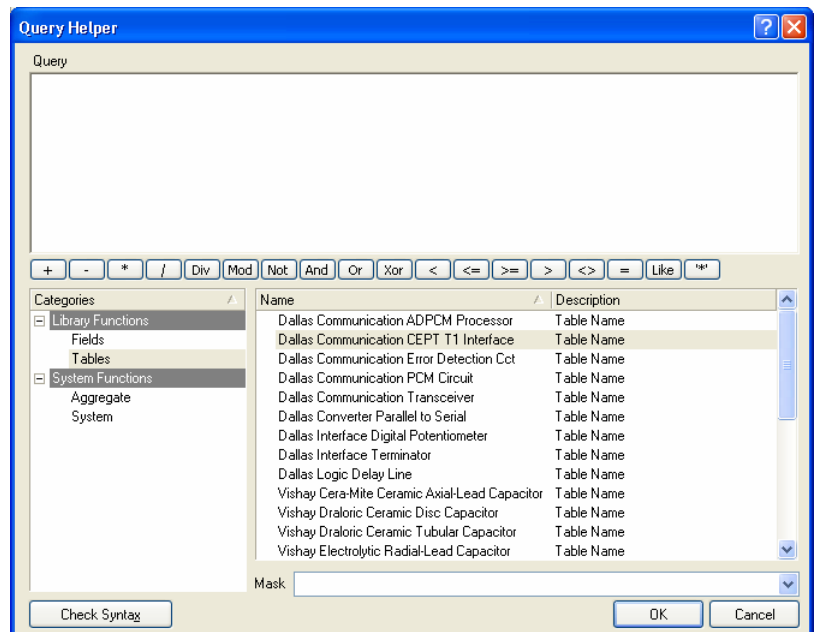 Query Helper
Query
+ - * / Div Mod Not And Or Xor < <= >= > <> = Like '*'
Categories Name Description
Library Functions Dallas Communication ADPCM Processor Table Name
Fields Dallas Communication CEPT T1 Interface Table Name
Tables Dallas Communication Error Detection Cct Table Name
System Functions Dallas Communication PCM Circuit Table Name
Aggregate Dallas Communication Transceiver Table Name
System Dallas Converter Parallel to Serial Table Name
Dallas Interface Digital Potentiometer Table Name
Dallas Interface Terminator Table Name
Dallas Logic Delay Line Table Name
Vishay Cera-Mite Ceramic Axial-Lead Capacitor Table Name
Vishay Draloric Ceramic Disc Capacitor Table Name
Vishay Draloric Ceramic Tubular Capacitor Table Name
Vishay Electrolytic Radial-Lead Capacitor Table Name
Mask
Check Syntax OK Cancel